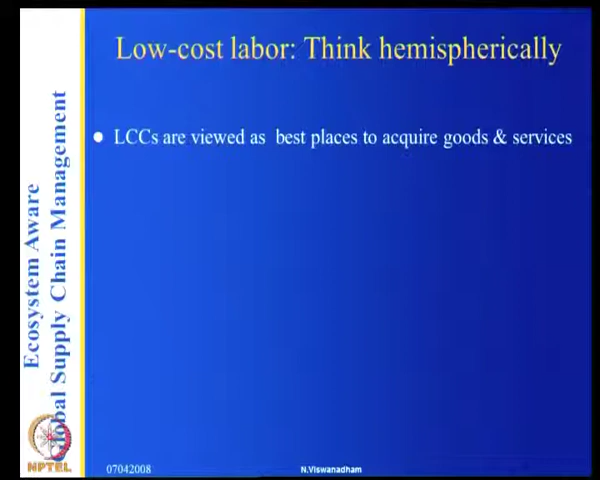 Low-cost labor: Think hemispherically
● LCCs are viewed as best places to acquire goods & services
Ecosystem Aware
Global Supply Chain Management
NPTEL
07042008
N.Viswanadham